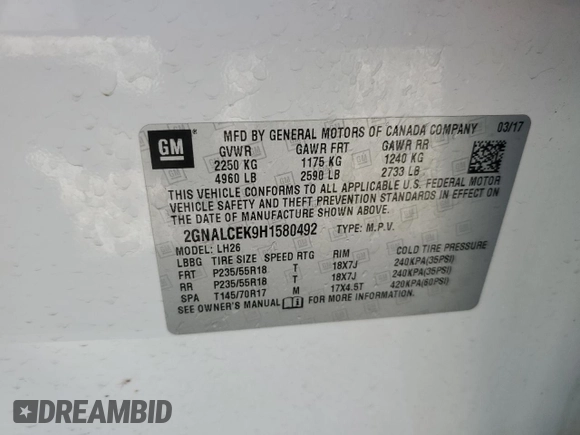 GM
MFD BY GENERAL MOTORS OF CANADA COMPANY 03/17
GVWR GAWR FRT GAWR RR
2250 KG 1175 KG 1240 KG
4960 LB 2590 LB 2733 LB
THIS VEHICLE CONFORMS TO ALL APPLICABLE U.S. FEDERAL MOTOR
VEHICLE SAFETY AND THEFT PREVENTION STANDARDS IN EFFECT ON
THE DATE OF MANUFACTURE SHOWN ABOVE.
2GNALCEK9H1580492 TYPE: M.P.V.
MODEL: LH26
LBBG TIRE SIZE SPEED RTG RIM COLD TIRE PRESSURE
FRT P235/55R18 T 18X7J 240KPA(35PSI)
RR P235/55R18 T 18X7J 240KPA(35PSI)
SPA T145/70R17 M 17X4.5T 420KPA(60PSI)
SEE OWNER'S MANUAL FOR MORE INFORMATION.
DREAMBID